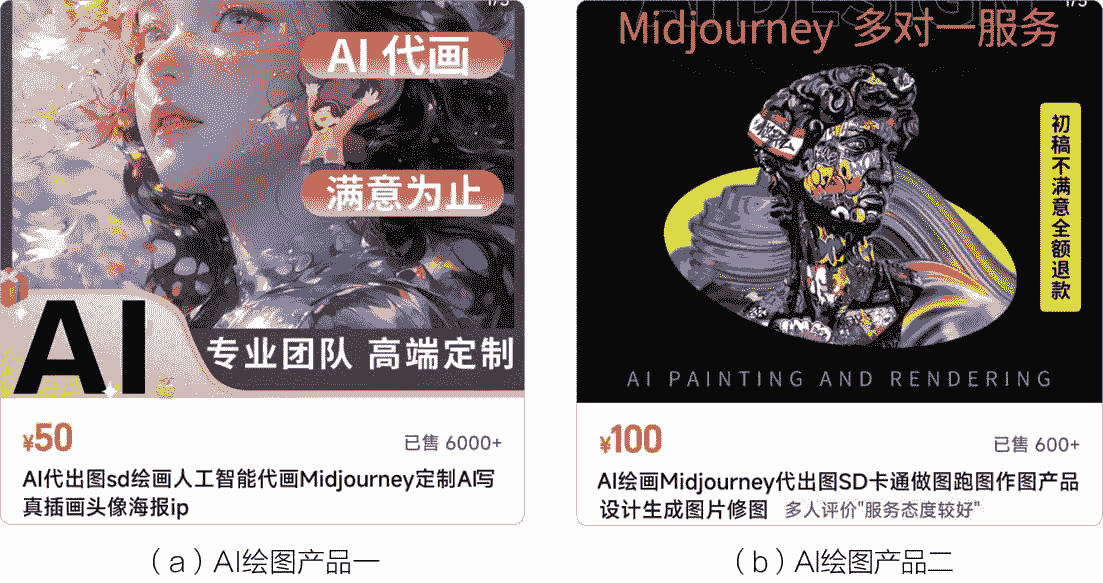 1/5
AI 代画
满意为止
AI
专业团队 高端定制
¥50
已售 6000+
AI代出图sd绘画人工智能代画Midjourney定制AI写
真插画头像海报ip
(a)AI绘图产品一
Midjourney 多对一服务
初稿不满意全额退款
AI PAINTING AND RENDERING
¥100
已售 600+
AI绘画Midjourney代出图SD卡通做图跑图作图产品
设计生成图片修图 多人评价"服务态度较好"
(b)AI绘图产品二